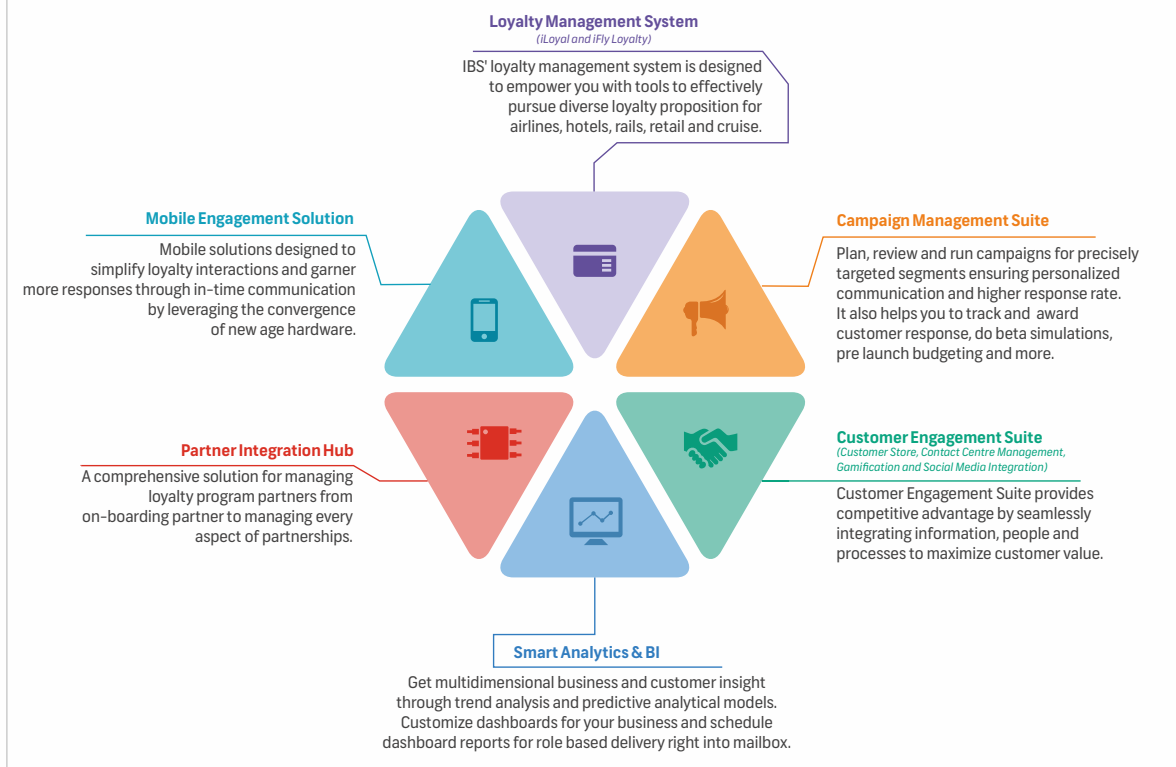 Loyalty Management System
(iLoyal and iFly Loyalty)
IBS' loyalty management system is designed
to empower you with tools to effectively
pursue diverse loyalty proposition for
airlines, hotels, rails, retail and cruise.
Mobile Engagement Solution
Mobile solutions designed to
simplify loyalty interactions and garner
more responses through in-time communication
by leveraging the convergence
of new age hardware.
Campaign Management Suite
Plan, review and run campaigns for precisely
targeted segments ensuring personalized
communication and higher response rate.
It also helps you to track and award
customer response, do beta simulations,
pre launch budgeting and more.
Partner Integration Hub
A comprehensive solution for managing
loyalty program partners from
on-boarding partner to managing every
aspect of partnerships.
Customer Engagement Suite
(Customer Store, Contact Centre Management,
Gamification and Social Media Integration)
Customer Engagement Suite provides
competitive advantage by seamlessly
integrating information, people and
processes to maximize customer value.
Smart Analytics & BI
Get multidimensional business and customer insight
through trend analysis and predictive analytical models.
Customize dashboards for your business and schedule
dashboard reports for role based delivery right into mailbox.